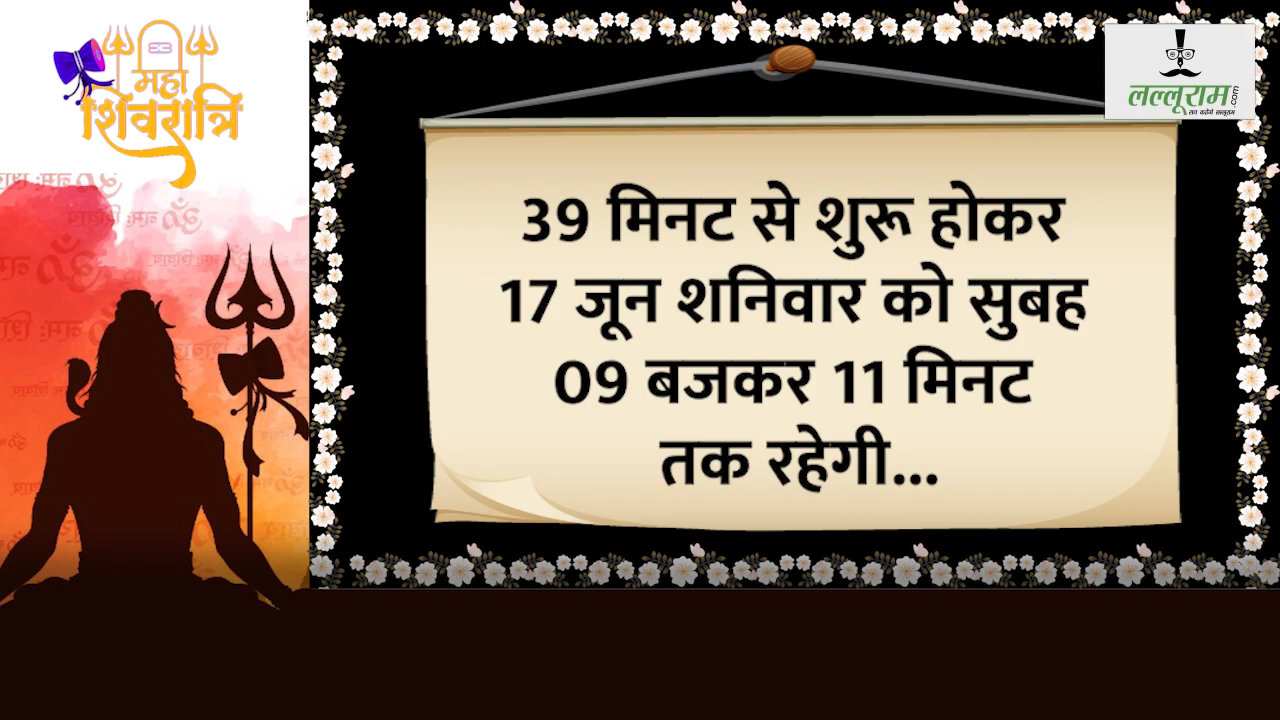 महा
शिवरात्रि
लल्लूराम.com
39 मिनट से शुरू होकर
17 जून शनिवार को सुबह
09 बजकर 11 मिनट
तक रहेगी...